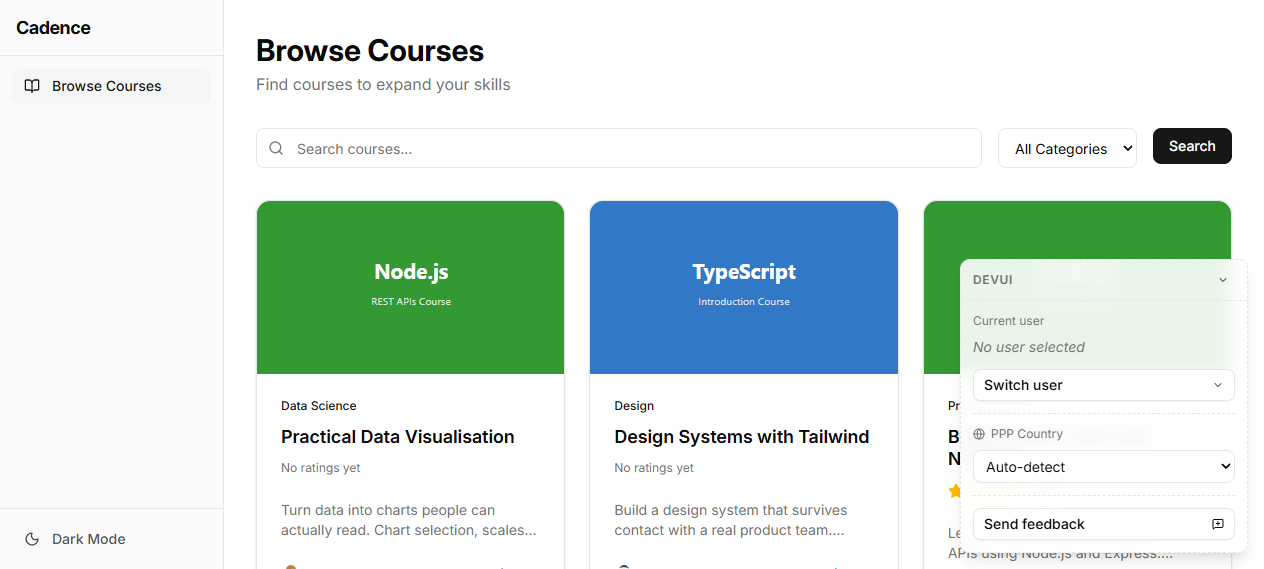 Cadence
Browse Courses
Dark Mode
Browse Courses
Find courses to expand your skills
Search courses...
All Categories
Search
Node.js
REST APIs Course
Data Science
Practical Data Visualisation
No ratings yet
Turn data into charts people can
actually read. Chart selection, scales...
TypeScript
Introduction Course
Design
Design Systems with Tailwind
No ratings yet
Build a design system that survives
contact with a real product team....
APIs using Node.js and Express....
DEVUI
Current user
No user selected
Switch user
PPP Country
Auto-detect
Send feedback